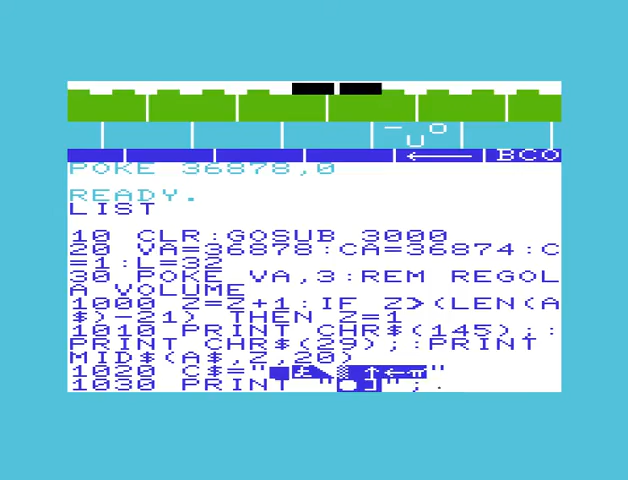 BCO
POKE 36878,0
READY.
LIST
10 CLR:GOSUB 3000
20 VA=36878:CA=36874:C
=1:L=32
30 POKE VA,3:REM REGOL
A VOLUME
1000 Z=Z+1:IF Z>(LEN(A
$)-21) THEN Z=1
1010 PRINT CHR$(145);:
PRINT CHR$(29);:PRINT
MID$(A$,Z,20)
1020 C$="£ ↑←π"
1030 PRINT "●]";.